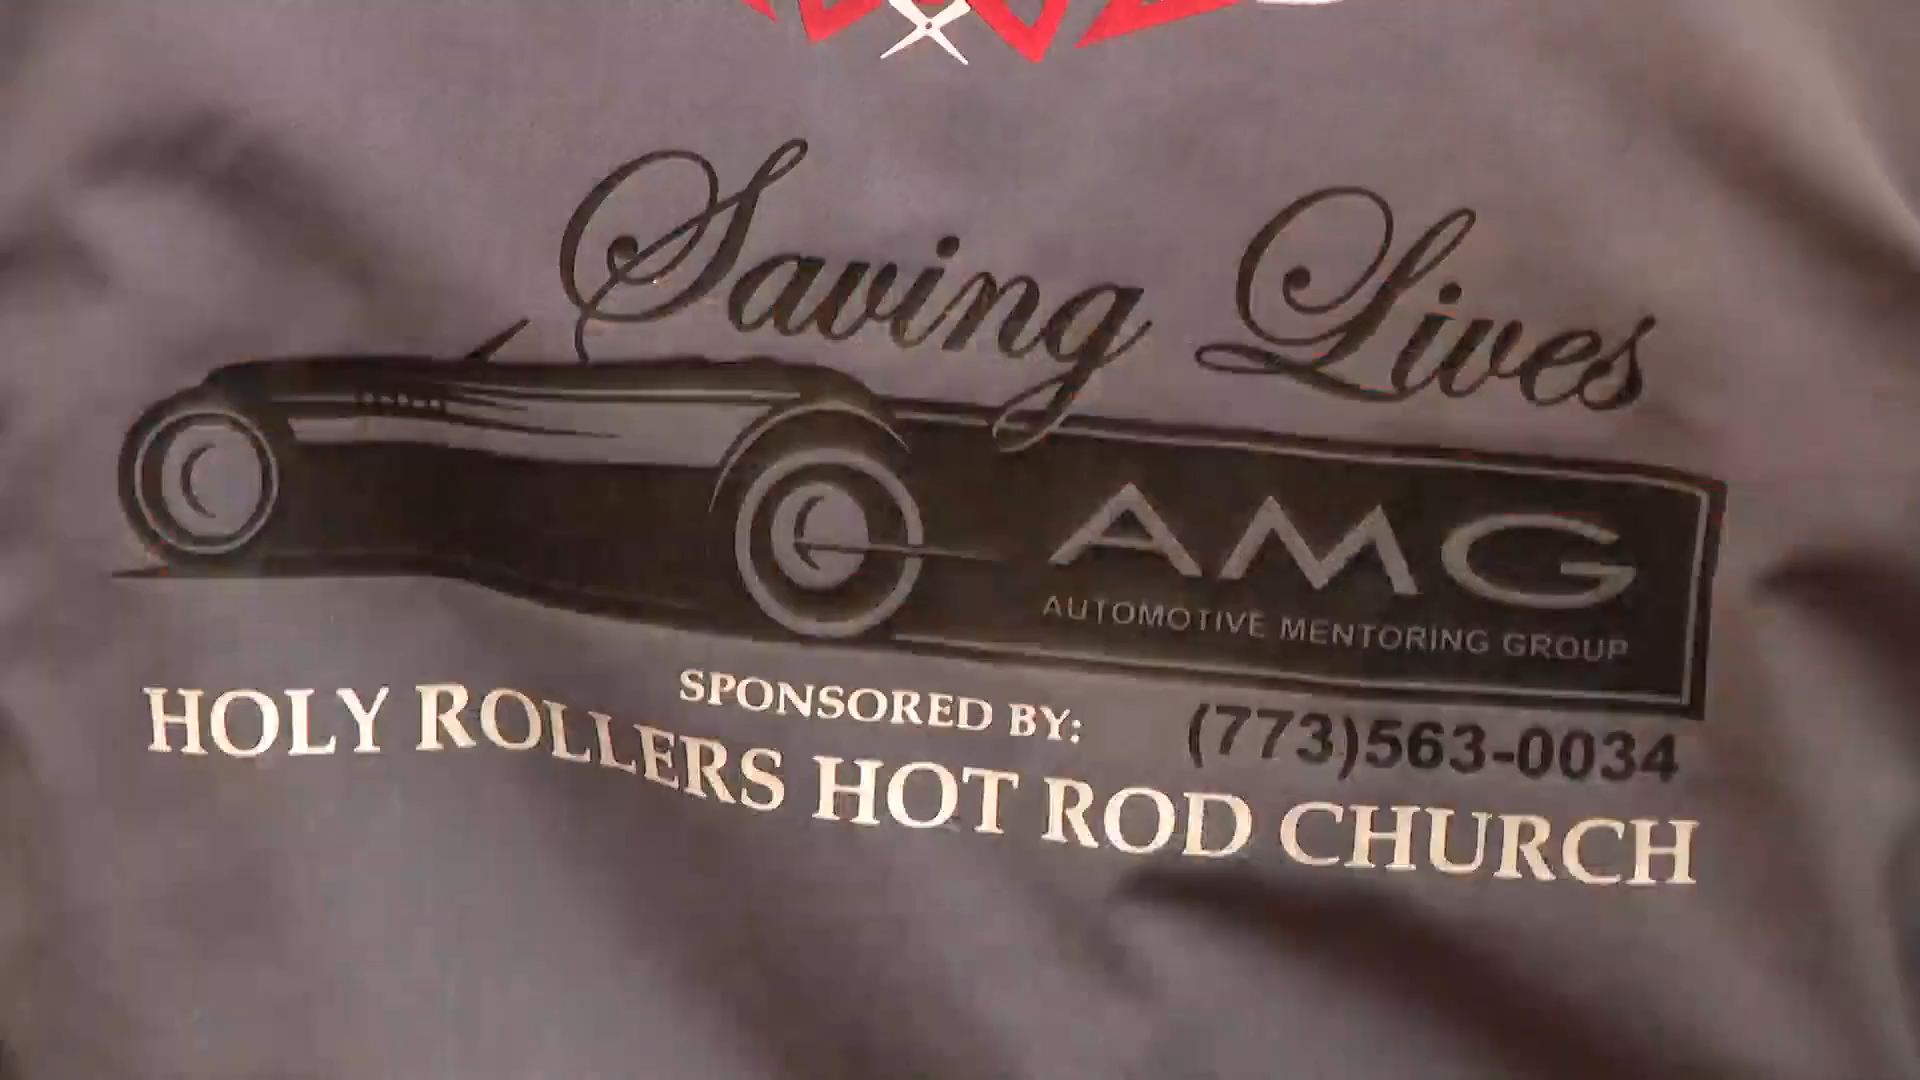 Saving Lives
AMG
AUTOMOTIVE MENTORING GROUP
SPONSORED BY:
(773)563-0034
HOLY ROLLERS HOT ROD CHURCH